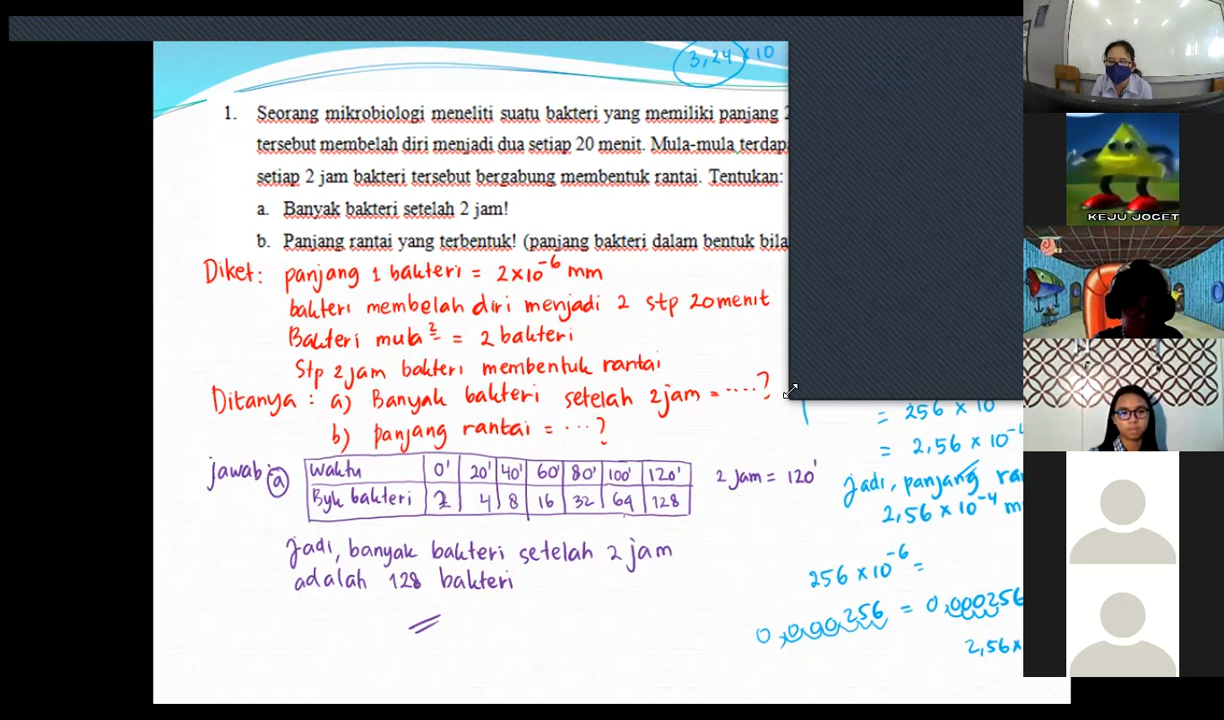 3,24 × 10
1. Seorang mikrobiologi meneliti suatu bakteri yang memiliki panjang 2
tersebut membelah diri menjadi dua setiap 20 menit. Mula-mula terdap
setiap 2 jam bakteri tersebut bergabung membentuk rantai. Tentukan:
a. Banyak bakteri setelah 2 jam!
b. Panjang rantai yang terbentuk! (panjang bakteri dalam bentuk bila
Diket: panjang 1 bakteri = 2×10⁻⁶ mm
bakteri membelah diri menjadi 2 stp 20menit
Bakteri mula² = 2 bakteri
Stp 2jam bakteri membentuk rantai
Ditanya : a) Banyak bakteri setelah 2jam = ....?
b) panjang rantai = ...?
jawab: a
Waktu 0' 20' 40' 60' 80' 100' 120'
Byk bakteri 2 4 8 16 32 64 128
2 Jam = 120'
Jadi, banyak bakteri setelah 2 jam
adalah 128 bakteri
= 256 × 10
= 2,56 × 10⁻⁴
Jadi, panjang ra
2,56 × 10⁻⁴ m
256 × 10⁻⁶ =
0,000256 = 0,000256
2,56×
KEJU JOGET